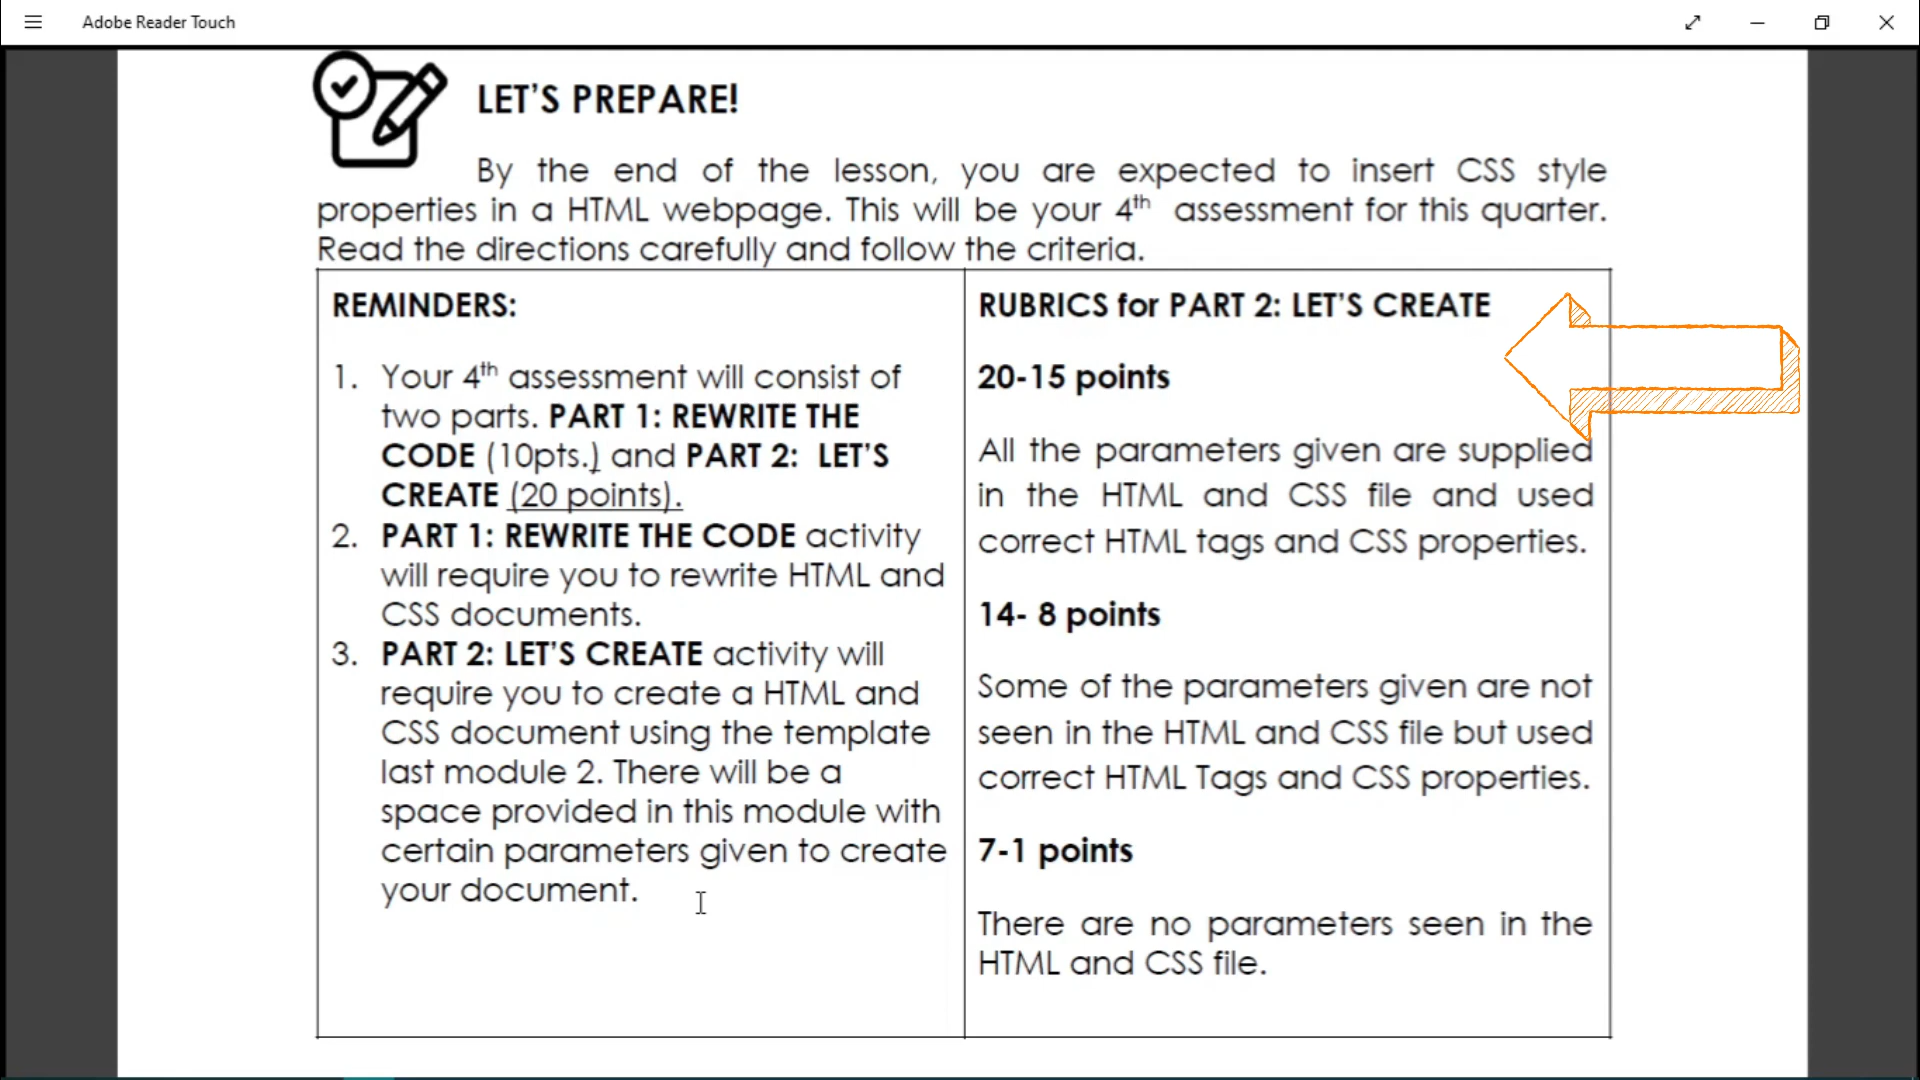 Adobe Reader Touch
LET'S PREPARE!
By the end of the lesson, you are expected to insert CSS style
properties in a HTML webpage. This will be your 4th assessment for this quarter.
Read the directions carefully and follow the criteria.
REMINDERS:
1. Your 4th assessment will consist of
two parts. PART 1: REWRITE THE
CODE (10pts.) and PART 2: LET'S
CREATE (20 points).
2. PART 1: REWRITE THE CODE activity
will require you to rewrite HTML and
CSS documents.
3. PART 2: LET'S CREATE activity will
require you to create a HTML and
CSS document using the template
last module 2. There will be a
space provided in this module with
certain parameters given to create
your document.
RUBRICS for PART 2: LET'S CREATE
20-15 points
All the parameters given are supplied
in the HTML and CSS file and used
correct HTML tags and CSS properties.
14- 8 points
Some of the parameters given are not
seen in the HTML and CSS file but used
correct HTML Tags and CSS properties.
7-1 points
There are no parameters seen in the
HTML and CSS file.